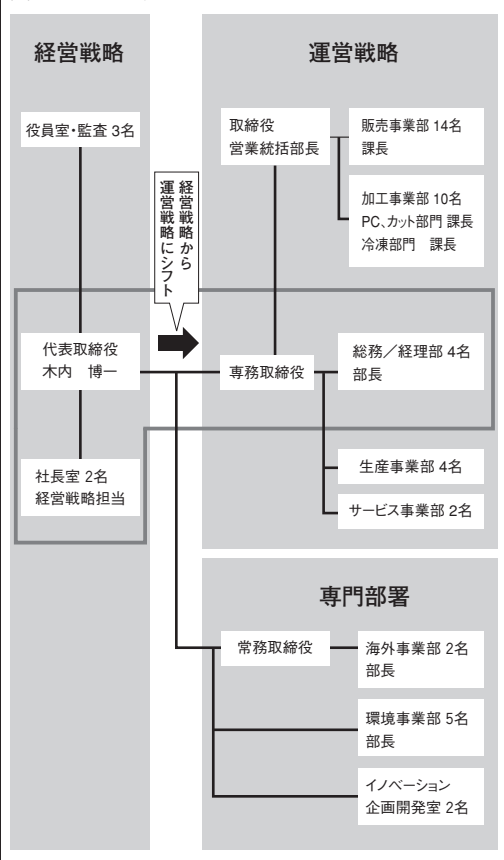 経営戦略
役員室・監査 3名
代表取締役
木内　博一
社長室 2名
経営戦略担当
経営戦略から
運営戦略にシフト
運営戦略
取締役
営業統括部長
販売事業部 14名
課長
加工事業部 10名
PC、カット部門 課長
冷凍部門　課長
専務取締役
総務／経理部 4名
部長
生産事業部 4名
サービス事業部 2名
専門部署
常務取締役
海外事業部 2名
部長
環境事業部 5名
部長
イノベーション
企画開発室 2名